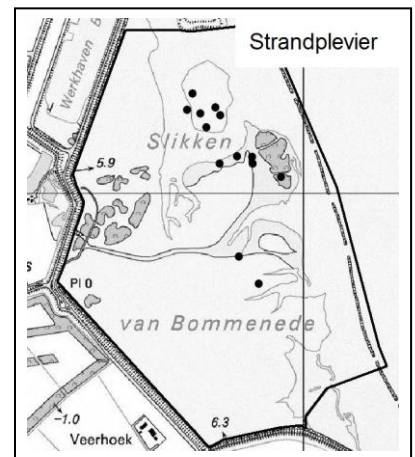 Strandplevier
Werkhaven B
Slikken
5.9
S
Pl 0
van Bommenede
-1.0
Veerhoek
6.3